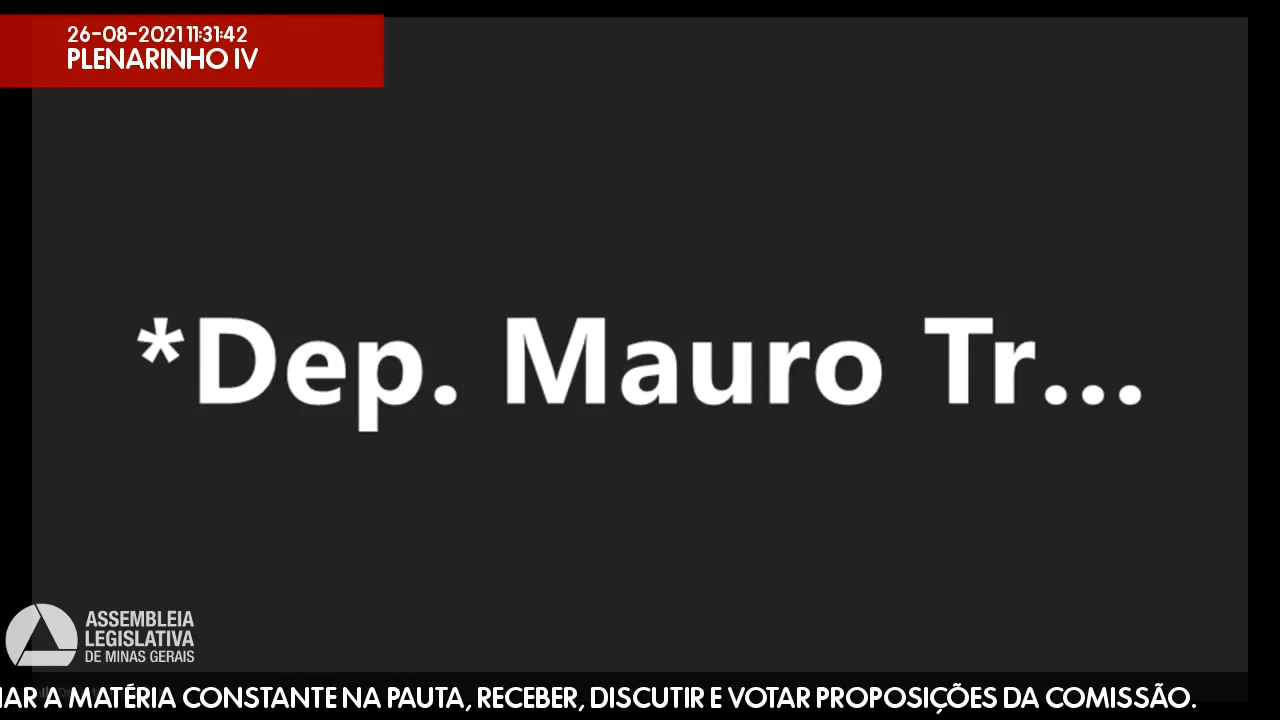 26-08-2021 11:31:42
PLENARINHO IV
*Dep. Mauro Tr...
ASSEMBLEIA
LEGISLATIVA
DE MINAS GERAIS
A MATÉRIA CONSTANTE NA PAUTA, RECEBER, DISCUTIR E VOTAR PROPOSIÇÕES DA COMISSÃO.